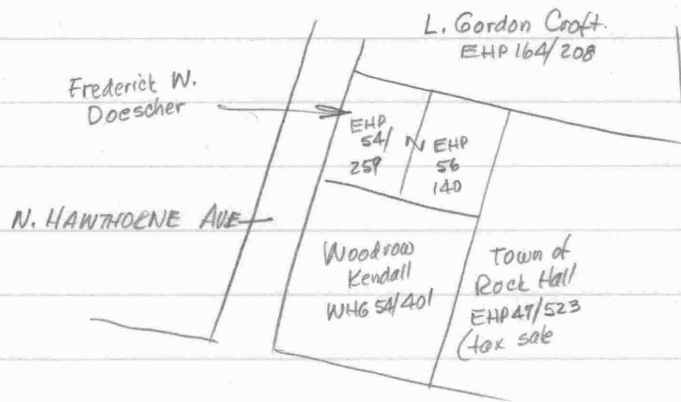 L. Gordon Croft.
EHP 164/208
Frederick W.
Doescher
EHP
54/
259
N
EHP
56
140
N. HAWTHORNE AVE
Woodrow
Kendall
WHG 54/401
Town of
Rock Hall
EHP 47/523
(tax sale